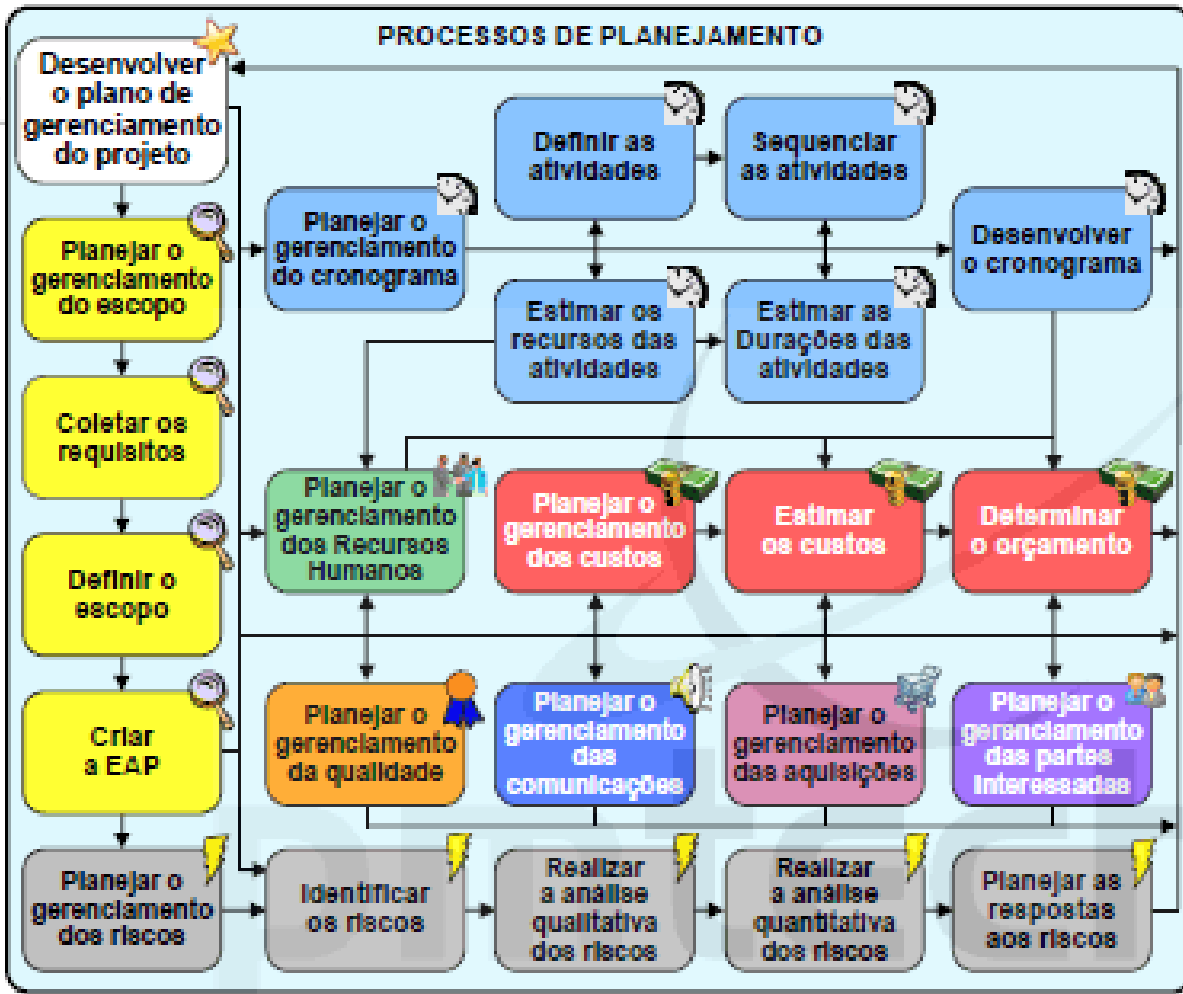 PROCESSOS DE PLANEJAMENTO
Desenvolver
o plano de
gerenciamento
do projeto
Definir as
atividades
Sequenciar
as atividades
Planejar o
gerenciamento
do cronograma
Desenvolver
o cronograma
Planejar o
gerenciamento
do escopo
Estimar os
recursos das
atividades
Estimar as
Durações das
atividades
Coletar os
requisitos
Planejar o
gerenciamento
dos Recursos
Humanos
Planejar o
gerenciamento
dos custos
Estimar
os custos
Determinar
o orçamento
Definir o
escopo
Criar
a EAP
Planejar o
gerenciamento
da qualidade
Planejar o
gerenciamento
das
comunicações
Planejar o
gerenciamento
das aquisições
Planejar o
gerenciamento
das partes
Interessadas
Planejar o
gerenciamento
dos riscos
Identificar
os riscos
Realizar
a análise
qualitativa
dos riscos
Realizar
a análise
quantitativa
dos riscos
Planejar as
respostas
aos riscos